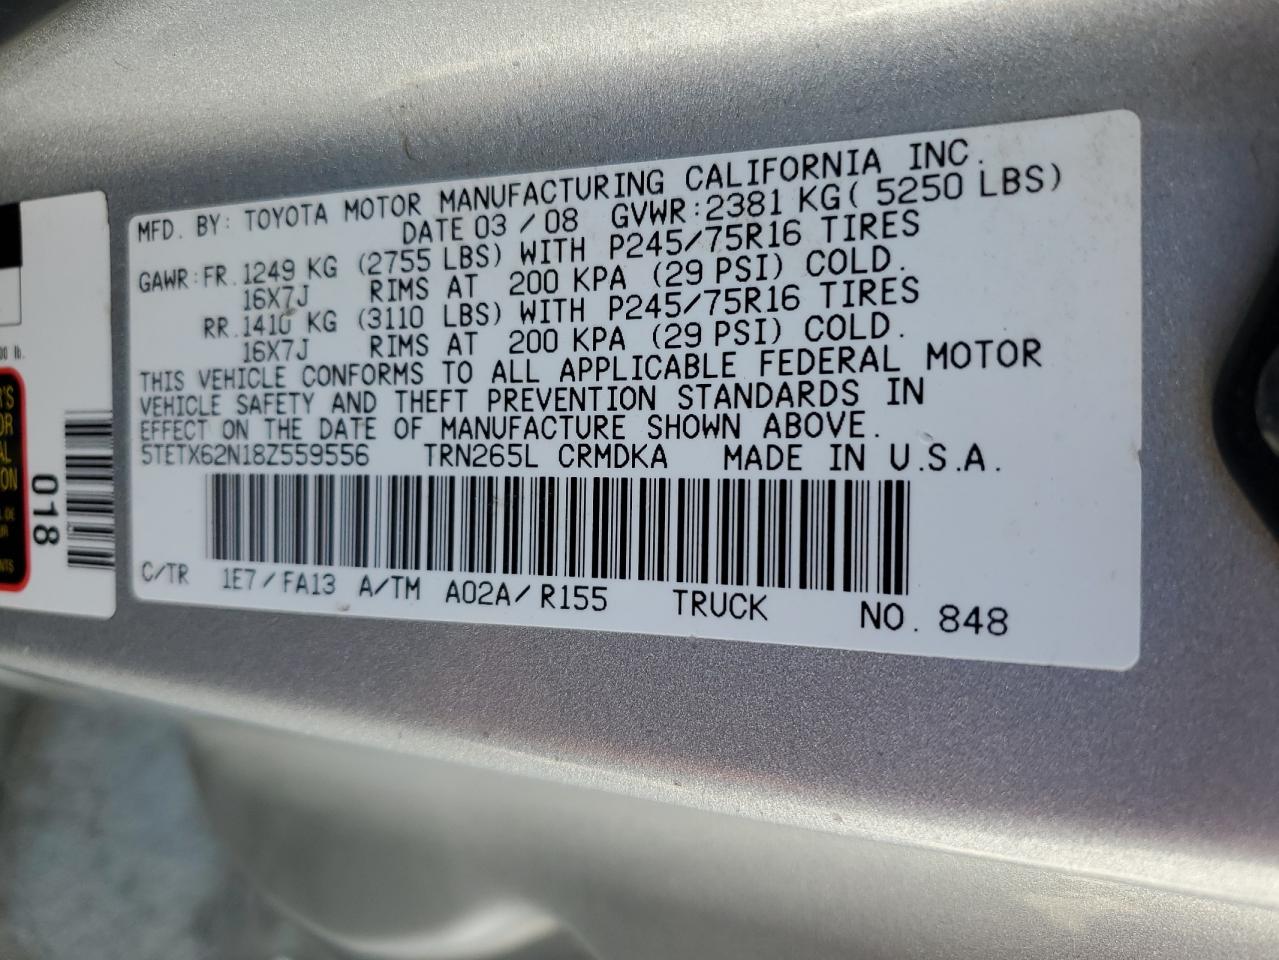 MFD. BY: TOYOTA MOTOR MANUFACTURING CALIFORNIA INC.
DATE 03 / 08 GVWR: 2381 KG ( 5250 LBS)
GAWR: FR. 1249 KG (2755 LBS) WITH P245/75R16 TIRES
16X7J RIMS AT 200 KPA (29 PSI) COLD.
RR. 1410 KG (3110 LBS) WITH P245/75R16 TIRES
16X7J RIMS AT 200 KPA (29 PSI) COLD.
THIS VEHICLE CONFORMS TO ALL APPLICABLE FEDERAL MOTOR
VEHICLE SAFETY AND THEFT PREVENTION STANDARDS IN
EFFECT ON THE DATE OF MANUFACTURE SHOWN ABOVE.
5TETX62N18Z559556 TRN265L CRMDKA MADE IN U.S.A.
C/TR 1E7/FA13 A/TM A02A/R155 TRUCK NO. 848
018
00 lb.